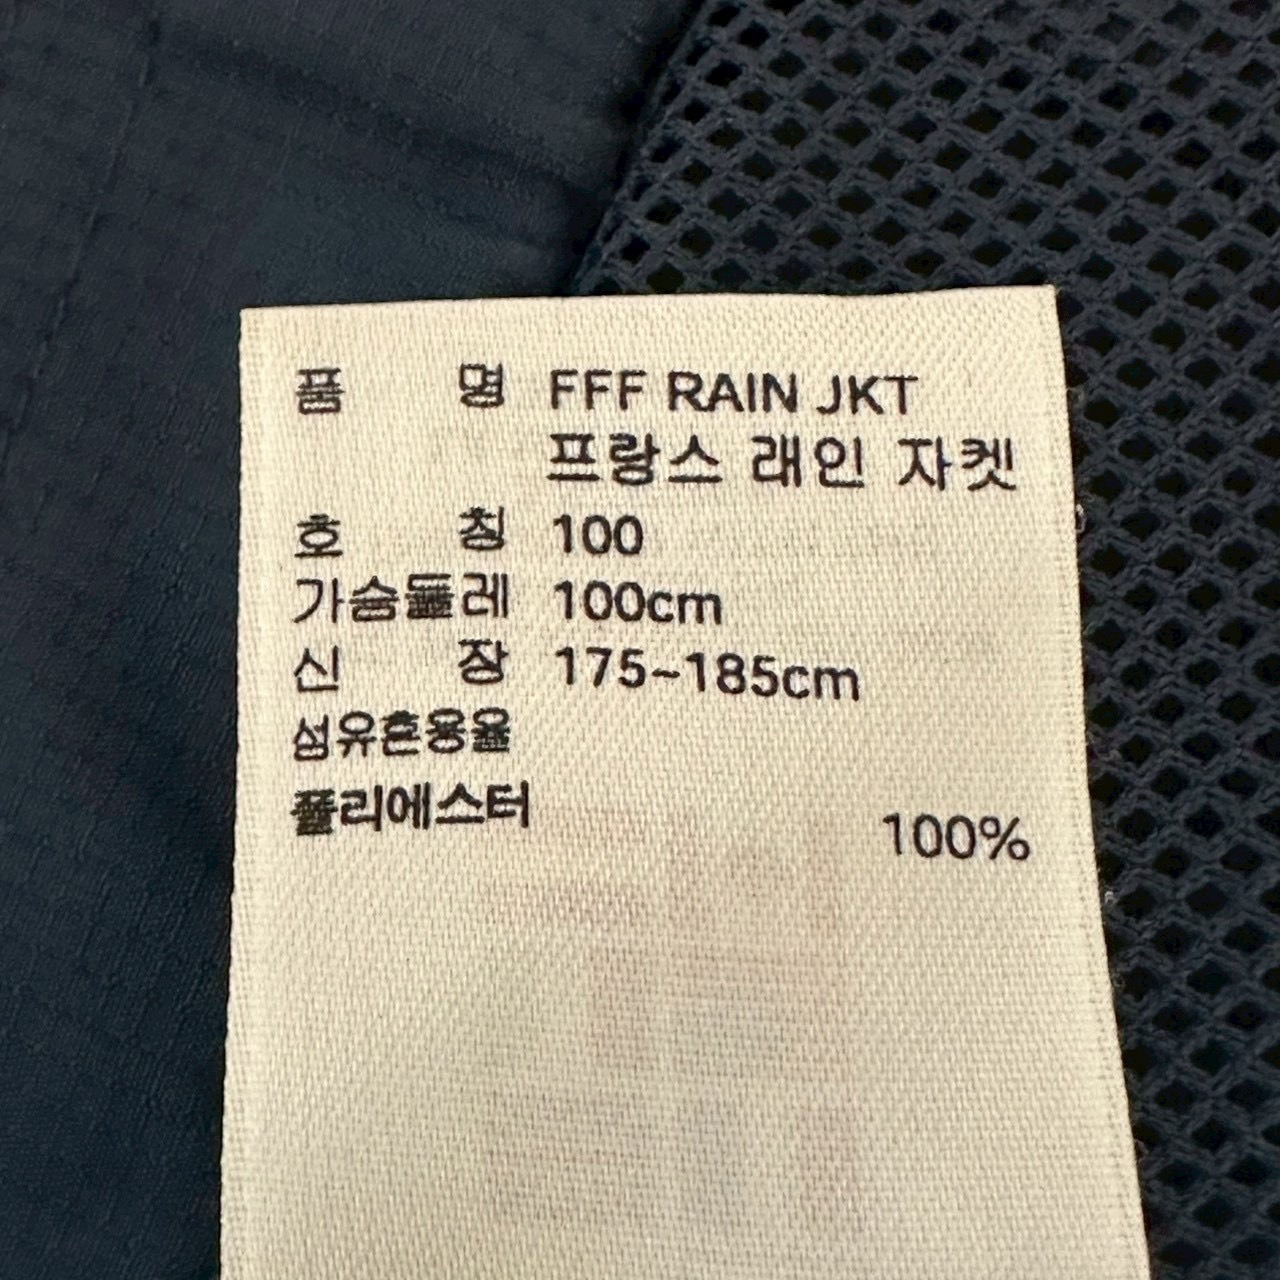 품 명 FFF RAIN JKT
프랑스 래인 자켓
호 칭 100
가슴둘레 100cm
신 장 175~185cm
섬유혼용율
폴리에스터 100%